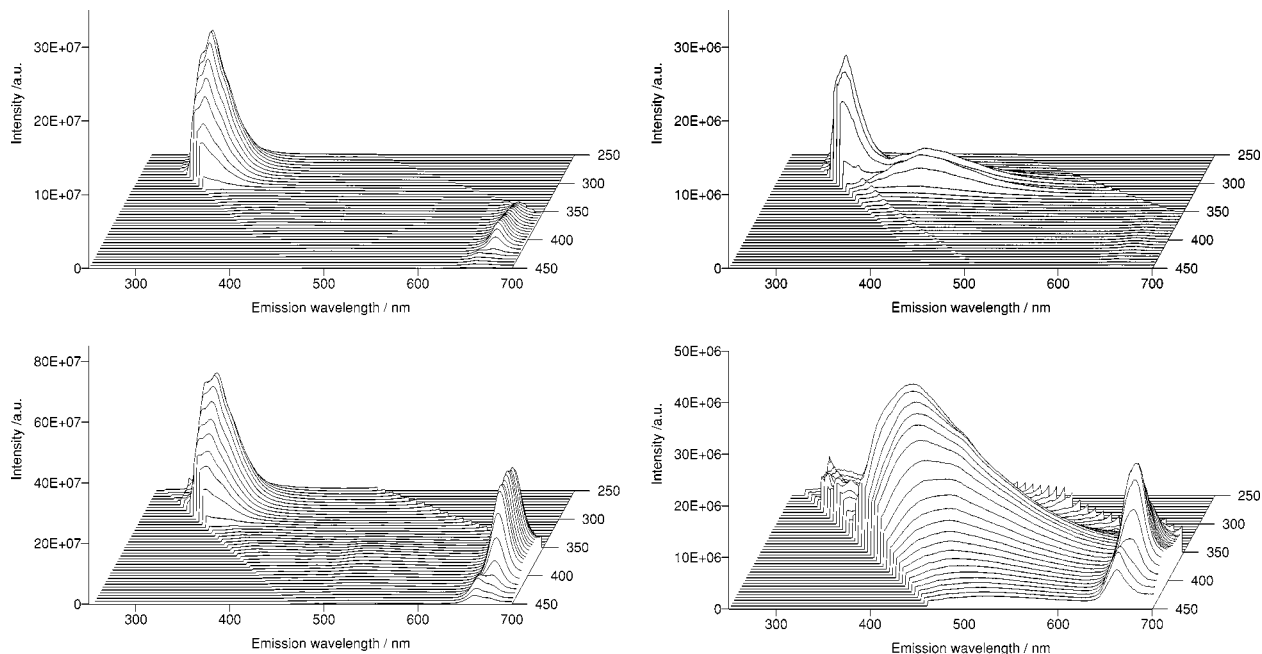 Intensity /a.u.
30E+07
20E+07
10E+07
0
300
400
500
600
700
250
300
350
400
450
Emission wavelength / nm
Intensity /a.u.
30E+06
20E+06
10E+06
0
300
400
500
600
700
250
300
350
400
450
Emission wavelength / nm
Intensity /a.u.
80E+07
60E+07
40E+07
20E+07
0
300
400
500
600
700
250
300
350
400
450
Emission wavelength / nm
Intensity /a.u.
50E+06
40E+06
30E+06
20E+06
10E+06
0
300
400
500
600
700
250
300
350
400
450
Emission wavelength / nm